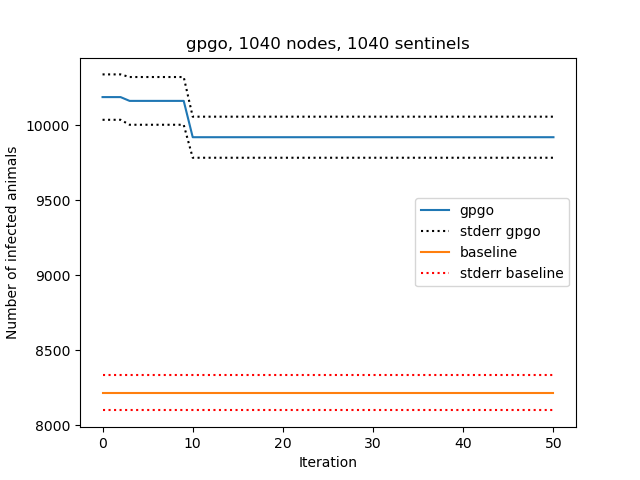 gpgo, 1040 nodes, 1040 sentinels
Number of infected animals
10000
9500
9000
8500
8000
gpgo
stderr gpgo
baseline
stderr baseline
0 10 20 30 40 50
Iteration